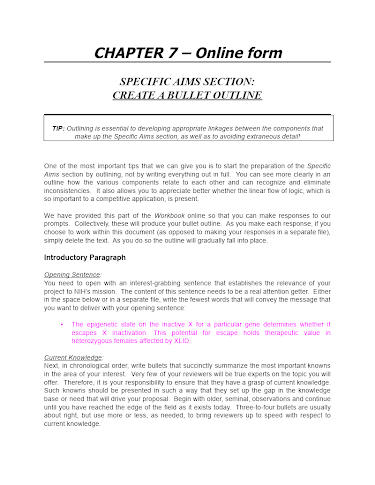 CHAPTER 7 – Online form
SPECIFIC AIMS SECTION:
CREATE A BULLET OUTLINE
TIP: Outlining is essential to developing appropriate linkages between the components that
make up the Specific Aims section, as well as to avoiding extraneous detail!
One of the most important tips that we can give you is to start the preparation of the Specific
Aims section by outlining, not by writing everything out in full. You can see more clearly in an
outline how the various components relate to each other and can recognize and eliminate
inconsistencies. It also allows you to appreciate better whether the linear flow of logic, which is
so important to a competitive application, is present.
We have provided this part of the Workbook online so that you can make responses to our
prompts. Collectively, these will produce your bullet outline. As you make each response, if you
choose to work within this document (as opposed to making your responses in a separate file),
simply delete the text. As you do so the outline will gradually fall into place.
Introductory Paragraph
Opening Sentence:
You need to open with an interest-grabbing sentence that establishes the relevance of your
project to NIH's mission. The content of this sentence needs to be a real attention getter. Either
in the space below or in a separate file, write the fewest words that will convey the message that
you want to deliver with your opening sentence:
• The epigenetic state on the inactive X for a particular gene determines whether it
escapes X inactivation. This potential for escape holds therapeutic value in
heterozygous females affected by XLID.
Current Knowledge:
Next, in chronological order, write bullets that succinctly summarize the most important knowns
in the area of your interest. Very few of your reviewers will be true experts on the topic you will
offer. Therefore, it is your responsibility to ensure that they have a grasp of current knowledge.
Such knowns should be presented in such a way that they set up the gap in the knowledge
base or need that will drive your proposal. Begin with older, seminal, observations and continue
until you have reached the edge of the field as it exists today. Three-to-four bullets are usually
about right, but use more or less, as needed, to bring reviewers up to speed with respect to
current knowledge.